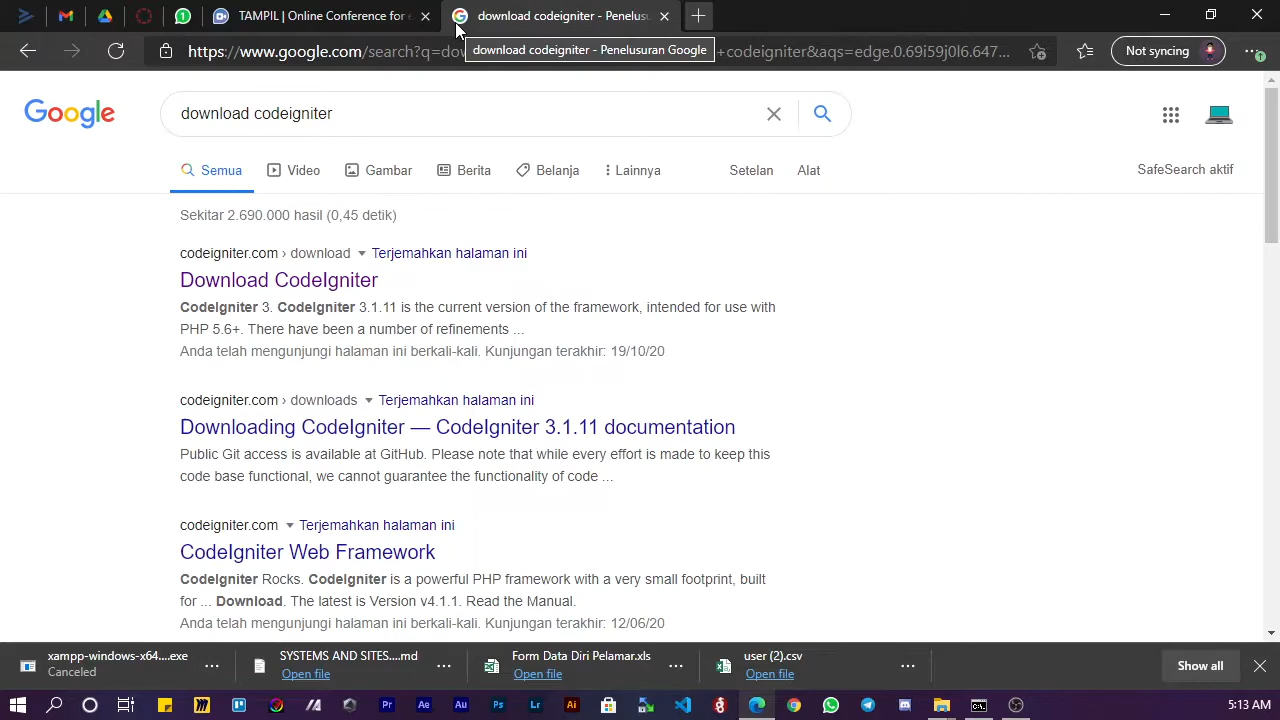 TAMPIL | Online Conference for e
download codeigniter - Penelus
https://www.google.com/search?q=dow
download codeigniter - Penelusuran Google
+codeigniter&aqs=edge.0.69i59j0l6.647...
Not syncing
Google
download codeigniter
Semua
Video
Gambar
Berita
Belanja
Lainnya
Setelan
Alat
SafeSearch aktif
Sekitar 2.690.000 hasil (0,45 detik)
codeigniter.com › download Terjemahkan halaman ini
Download CodeIgniter
CodeIgniter 3. CodeIgniter 3.1.11 is the current version of the framework, intended for use with
PHP 5.6+. There have been a number of refinements ...
Anda telah mengunjungi halaman ini berkali-kali. Kunjungan terakhir: 19/10/20
codeigniter.com › downloads Terjemahkan halaman ini
Downloading CodeIgniter — CodeIgniter 3.1.11 documentation
Public Git access is available at GitHub. Please note that while every effort is made to keep this
code base functional, we cannot guarantee the functionality of code ...
codeigniter.com Terjemahkan halaman ini
CodeIgniter Web Framework
CodeIgniter Rocks. CodeIgniter is a powerful PHP framework with a very small footprint, built
for ... Download. The latest is Version v4.1.1. Read the Manual.
Anda telah mengunjungi halaman ini berkali-kali. Kunjungan terakhir: 12/06/20
xampp-windows-x64....exe
Canceled
SYSTEMS AND SITES....md
Open file
Form Data Diri Pelamar.xls
Open file
user (2).csv
Open file
Show all
Pr
Ae
Au
Ps
Lr
Ai
5:13 AM